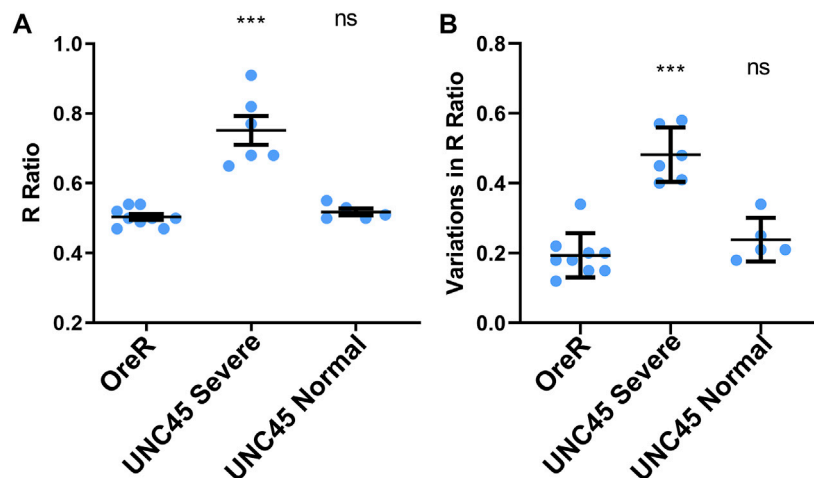 A
R Ratio
1.0
0.8
0.6
0.4
0.2
***
ns
OreR
UNC45 Severe
UNC45 Normal
B
Variations in R Ratio
0.8
0.6
0.4
0.2
0.0
***
ns
OreR
UNC45 Severe
UNC45 Normal